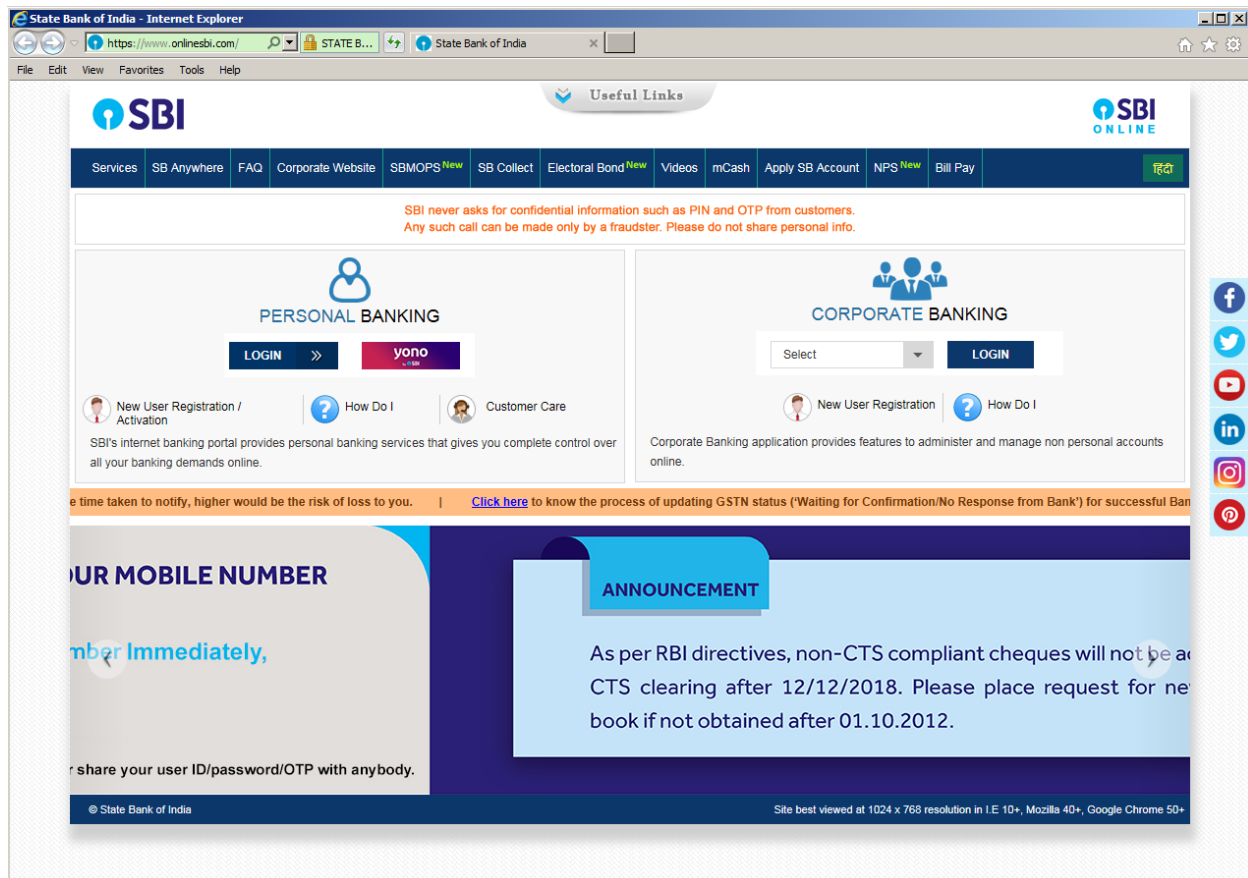 State Bank of India - Internet Explorer
https://www.onlinesbi.com/ STATE B... State Bank of India
File Edit View Favorites Tools Help
Useful Links
SBI
SBI
ONLINE
Services SB Anywhere FAQ Corporate Website SBMOPS New SB Collect Electoral Bond New Videos mCash Apply SB Account NPS New Bill Pay हिंदी
SBI never asks for confidential information such as PIN and OTP from customers.
Any such call can be made only by a fraudster. Please do not share personal info.
PERSONAL BANKING
LOGIN » yono
by SBI
New User Registration / Activation
How Do I
Customer Care
SBI's internet banking portal provides personal banking services that gives you complete control over
all your banking demands online.
CORPORATE BANKING
Select LOGIN
New User Registration
How Do I
Corporate Banking application provides features to administer and manage non personal accounts
online.
e time taken to notify, higher would be the risk of loss to you. | Click here to know the process of updating GSTN status ('Waiting for Confirmation/No Response from Bank') for successful Ban
OUR MOBILE NUMBER
mber Immediately,
r share your user ID/password/OTP with anybody.
ANNOUNCEMENT
As per RBI directives, non-CTS compliant cheques will not be ac
CTS clearing after 12/12/2018. Please place request for ne
book if not obtained after 01.10.2012.
© State Bank of India
Site best viewed at 1024 x 768 resolution in I.E 10+, Mozilla 40+, Google Chrome 50+